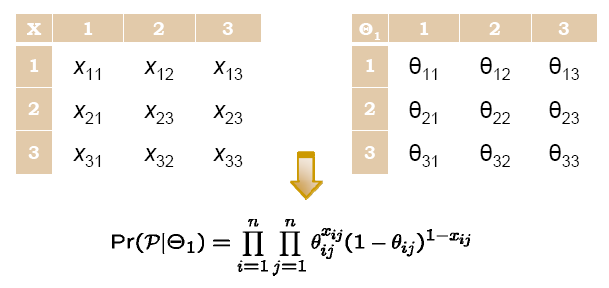 X 1 2 3 Θ₁ 1 2 3
1 x₁₁ x₁₂ x₁₃ 1 θ₁₁ θ₁₂ θ₁₃
2 x₂₁ x₂₃ x₂₃ 2 θ₂₁ θ₂₂ θ₂₃
3 x₃₁ x₃₂ x₃₃ 3 θ₃₁ θ₃₂ θ₃₃
Pr(𝒫|Θ₁) = ∏_{i=1}^{n} ∏_{j=1}^{n} θ_{ij}^{x_{ij}} (1 − θ_{ij})^{1−x_{ij}}